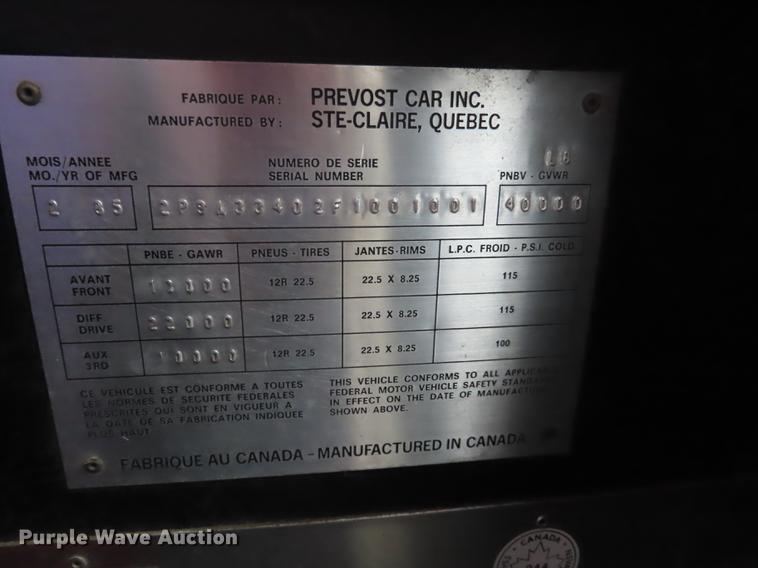 FABRIQUE PAR: PREVOST CAR INC.
MANUFACTURED BY: STE-CLAIRE, QUEBEC
MOIS/ANNEE NUMERO DE SERIE LB
MO./YR OF MFG SERIAL NUMBER PNBV - GVWR
2 85 40000
PNBE - GAWR PNEUS - TIRES JANTES-RIMS L.P.C. FROID - P.S.I. COLD
AVANT
FRONT 12000 12R 22.5 22.5 X 8.25 115
DIFF.
DRIVE 22000 12R 22.5 22.5 X 8.25 115
AUX
3RD 10000 12R 22.5 22.5 X 8.25 100
CE VEHICULE EST CONFORME A TOUTES
LES NORMES DE SECURITE FEDERALES
PRESCRITES QUI SONT EN VIGUEUR A
LA DATE DE SA FABRICATION INDIQUEE
PLUS HAUT.
THIS VEHICLE CONFORMS TO ALL
FEDERAL MOTOR VEHICLE SAFETY
IN EFFECT ON THE DATE OF
SHOWN ABOVE.
FABRIQUE AU CANADA - MANUFACTURED IN CANADA
CANADA
Purple Wave Auction